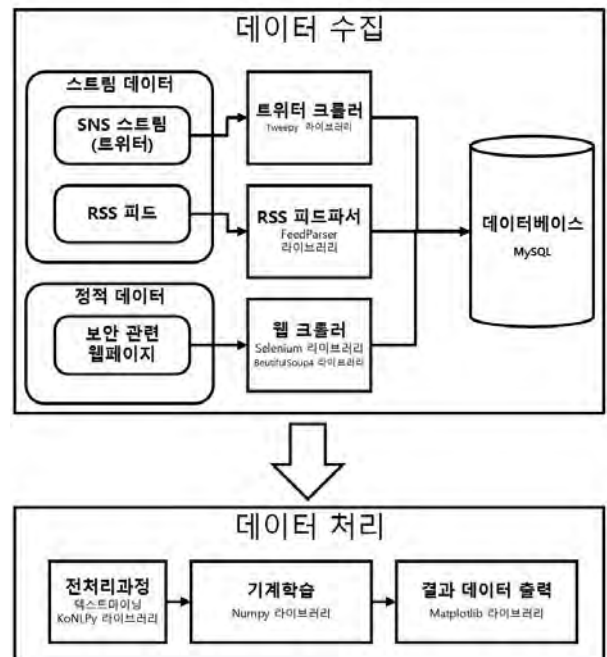 데이터 수집
스트림 데이터
SNS 스트림
(트위터)
RSS 피드
정적 데이터
보안 관련
웹페이지
트위터 크롤러
Tweepy 라이브러리
RSS 피드파서
FeedParser
라이브러리
웹 크롤러
Selenium 라이브러리
BeutifulSoup4 라이브러리
데이터베이스
MySQL
데이터 처리
전처리과정
텍스트마이닝
KoNLPy 라이브러리
기계학습
Numpy 라이브러리
결과 데이터 출력
Matplotlib 라이브러리